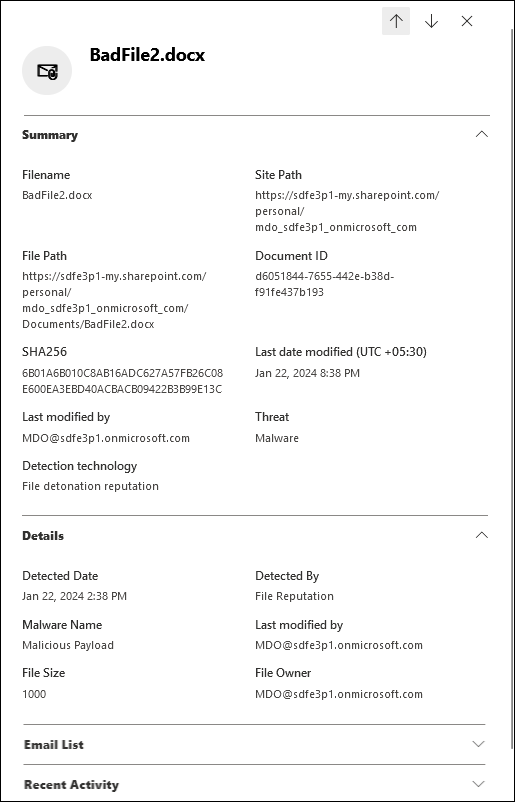 BadFile2.docx
Summary
Filename
BadFile2.docx
Site Path
https://sdfe3p1-my.sharepoint.com/
personal/
mdo_sdfe3p1_onmicrosoft_com
File Path
https://sdfe3p1-my.sharepoint.com/
personal/
mdo_sdfe3p1_onmicrosoft_com/
Documents/BadFile2.docx
Document ID
d6051844-7655-442e-b38d-
f91fe437b193
SHA256
6B01A6B010C8AB16ADC627A57FB26C08
E600EA3EBD40ACBACB09422B3B99E13C
Last date modified (UTC +05:30)
Jan 22, 2024 8:38 PM
Last modified by
MDO@sdfe3p1.onmicrosoft.com
Threat
Malware
Detection technology
File detonation reputation
Details
Detected Date
Jan 22, 2024 2:38 PM
Detected By
File Reputation
Malware Name
Malicious Payload
Last modified by
MDO@sdfe3p1.onmicrosoft.com
File Size
1000
File Owner
MDO@sdfe3p1.onmicrosoft.com
Email List
Recent Activity